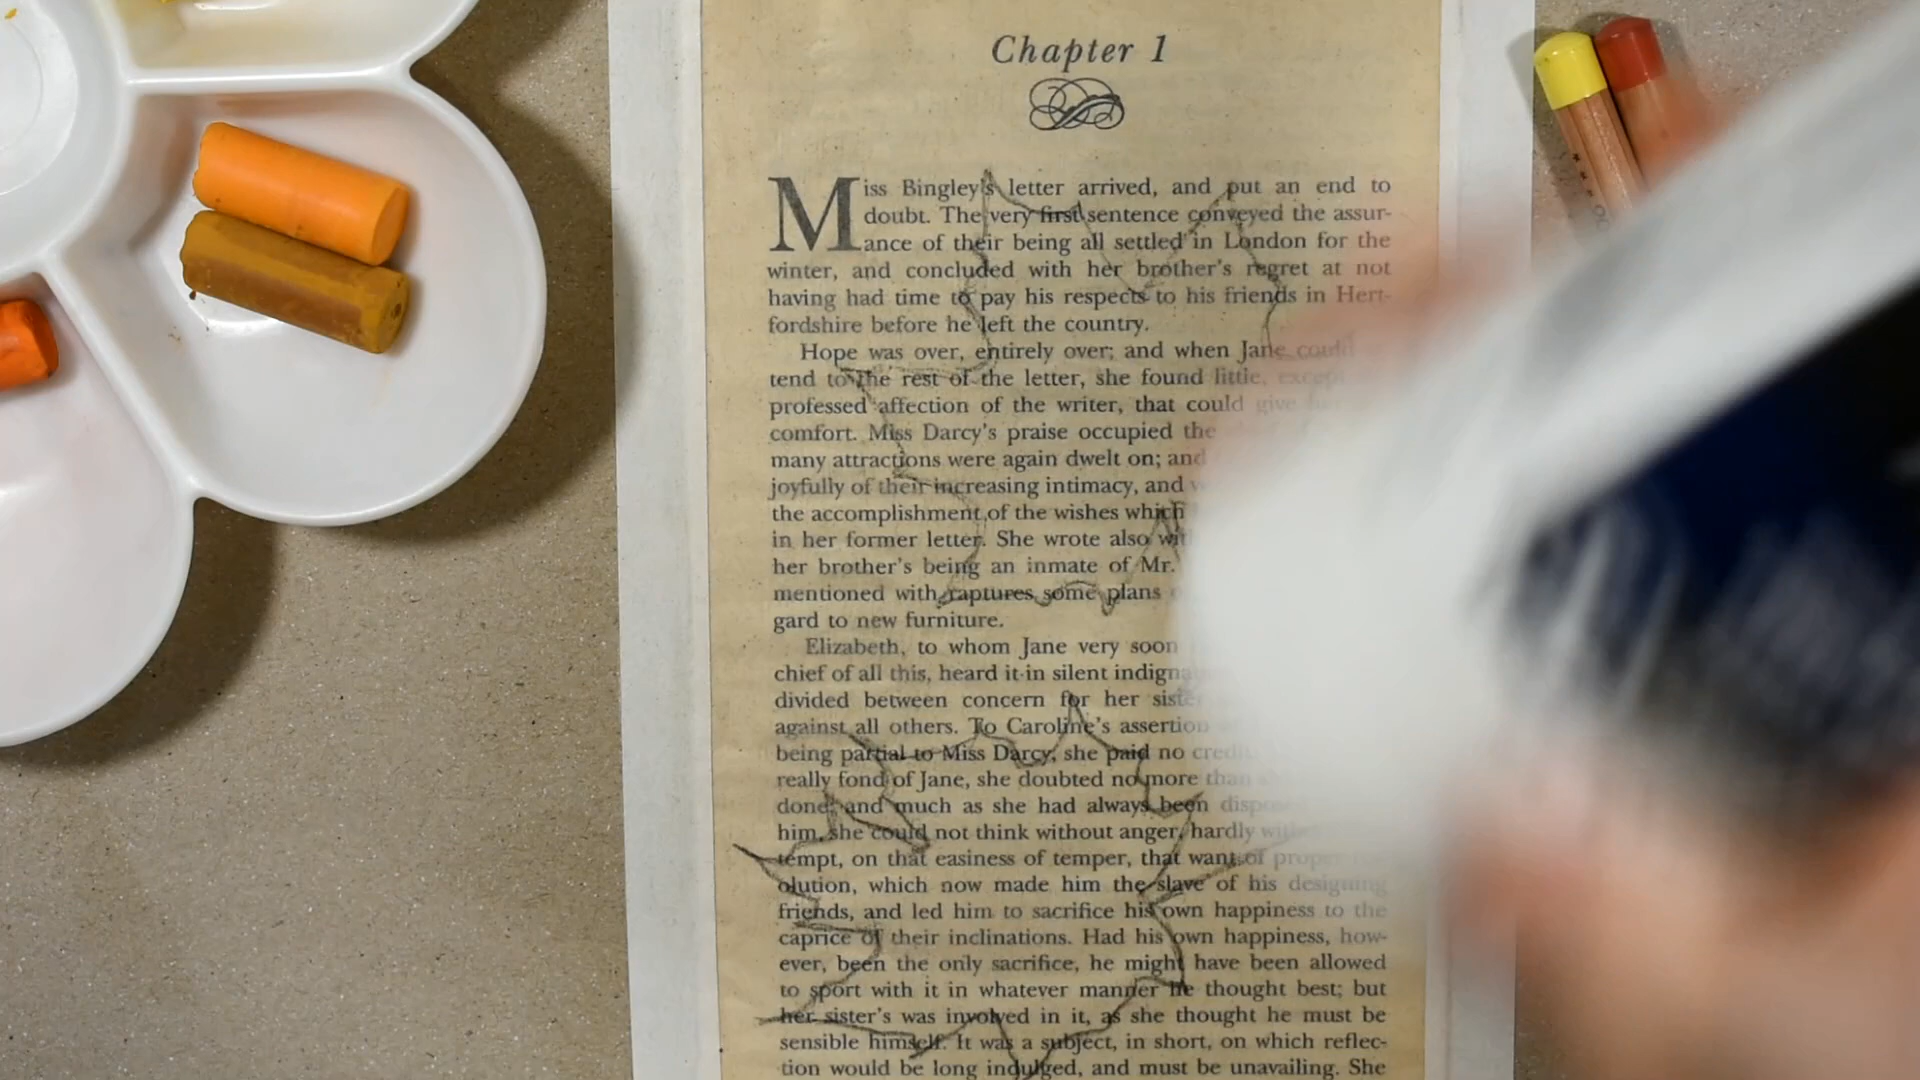 Chapter 1
Miss Bingley's letter arrived, and put an end to
doubt. The very first sentence conveyed the assur-
ance of their being all settled in London for the
winter, and concluded with her brother's regret at not
having had time to pay his respects to his friends in Hert-
fordshire before he left the country.
Hope was over, entirely over; and when Jane could
tend to the rest of the letter, she found little, except
professed affection of the writer, that could give
comfort. Miss Darcy's praise occupied the
many attractions were again dwelt on; and
joyfully of their increasing intimacy, and
the accomplishment of the wishes which
in her former letter. She wrote also
her brother's being an inmate of Mr.
mentioned with raptures some plans
gard to new furniture.
Elizabeth, to whom Jane very soon
chief of all this, heard it in silent
divided between concern for her
against all others. To Caroline's assertion
being partial to Miss Darcy, she paid no
really fond of Jane, she doubted no more than
done; and much as she had always been
him, she could not think without anger, hardly
tempt, on that easiness of temper, that want of
olution, which now made him the slave of his designing
friends, and led him to sacrifice his own happiness to the
caprice of their inclinations. Had his own happiness, how-
ever, been the only sacrifice, he might have been allowed
to sport with it in whatever manner he thought best; but
her sister's was involved in it, as she thought he must be
sensible himself. It was a subject, in short, on which reflec-
tion would be long indulged, and must be unavailing. She